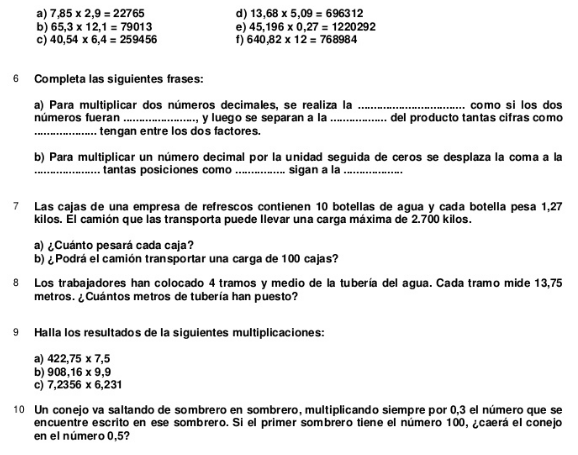 a) 7,85 x 2,9 = 22765 d) 13,68 x 5,09 = 696312
b) 65,3 x 12,1 = 79013 e) 45,196 x 0,27 = 1220292
c) 40,54 x 6,4 = 259456 f) 640,82 x 12 = 768984
6 Completa las siguientes frases:
a) Para multiplicar dos números decimales, se realiza la .................................. como si los dos
números fueran ......................., y luego se separan a la .................. del producto tantas cifras como
.................... tengan entre los dos factores.
b) Para multiplicar un número decimal por la unidad seguida de ceros se desplaza la coma a la
..................... tantas posiciones como ................ sigan a la ...................
7 Las cajas de una empresa de refrescos contienen 10 botellas de agua y cada botella pesa 1,27
kilos. El camión que las transporta puede llevar una carga máxima de 2.700 kilos.
a) ¿Cuánto pesará cada caja?
b) ¿Podrá el camión transportar una carga de 100 cajas?
8 Los trabajadores han colocado 4 tramos y medio de la tubería del agua. Cada tramo mide 13,75
metros. ¿Cuántos metros de tubería han puesto?
9 Halla los resultados de la siguientes multiplicaciones:
a) 422,75 x 7,5
b) 908,16 x 9,9
c) 7,2356 x 6,231
10 Un conejo va saltando de sombrero en sombrero, multiplicando siempre por 0,3 el número que se
encuentre escrito en ese sombrero. Si el primer sombrero tiene el número 100, ¿caerá el conejo
en el número 0,5?